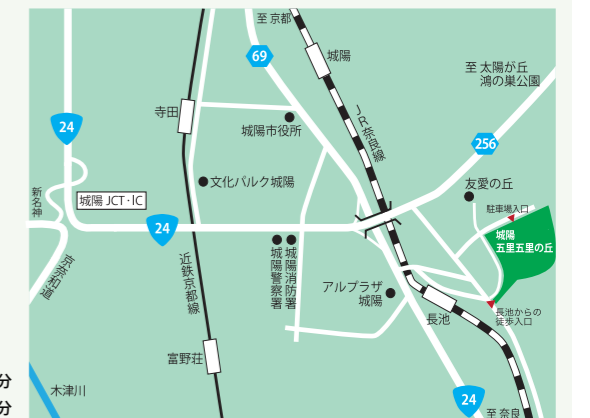 至 京都
69
城陽
至 太陽が丘
鴻の巣公園
寺田
24
城陽市役所
JR奈良線
256
文化パルク城陽
友愛の丘
新名神
城陽 JCT・IC
駐車場入口
24
城陽
五里五里の丘
城陽警察署
城陽消防署
近鉄京都線
京奈和道
アルプラザ
城陽
長池
長池からの
徒歩入口
富野荘
分
木津川
分
24
至 奈良